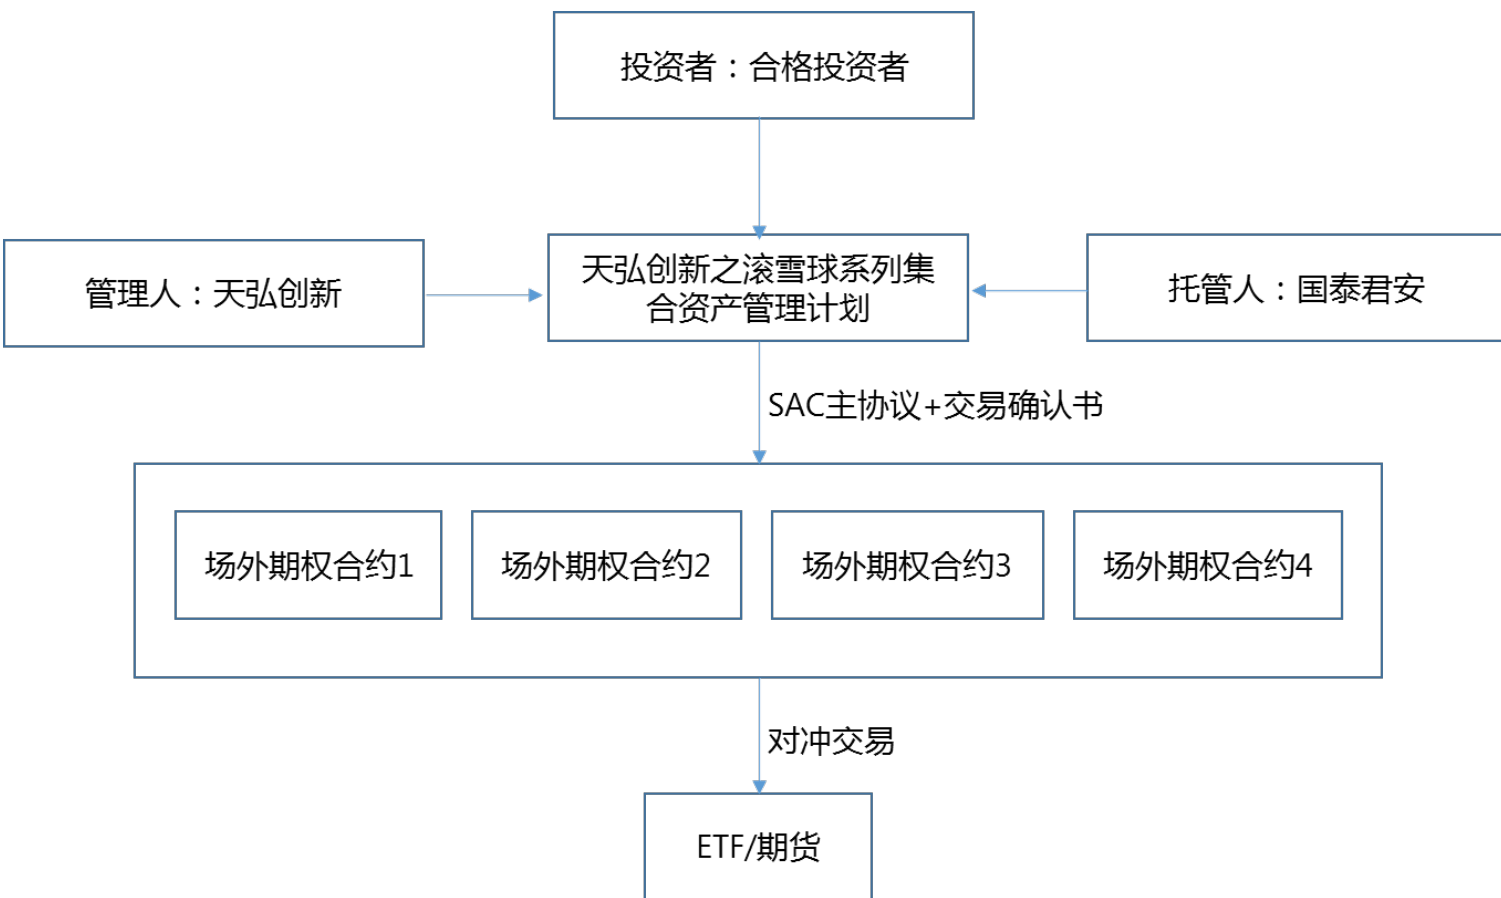 投资者：合格投资者
管理人：天弘创新
天弘创新之滚雪球系列集
合资产管理计划
托管人：国泰君安
SAC主协议+交易确认书
场外期权合约1
场外期权合约2
场外期权合约3
场外期权合约4
对冲交易
ETF/期货